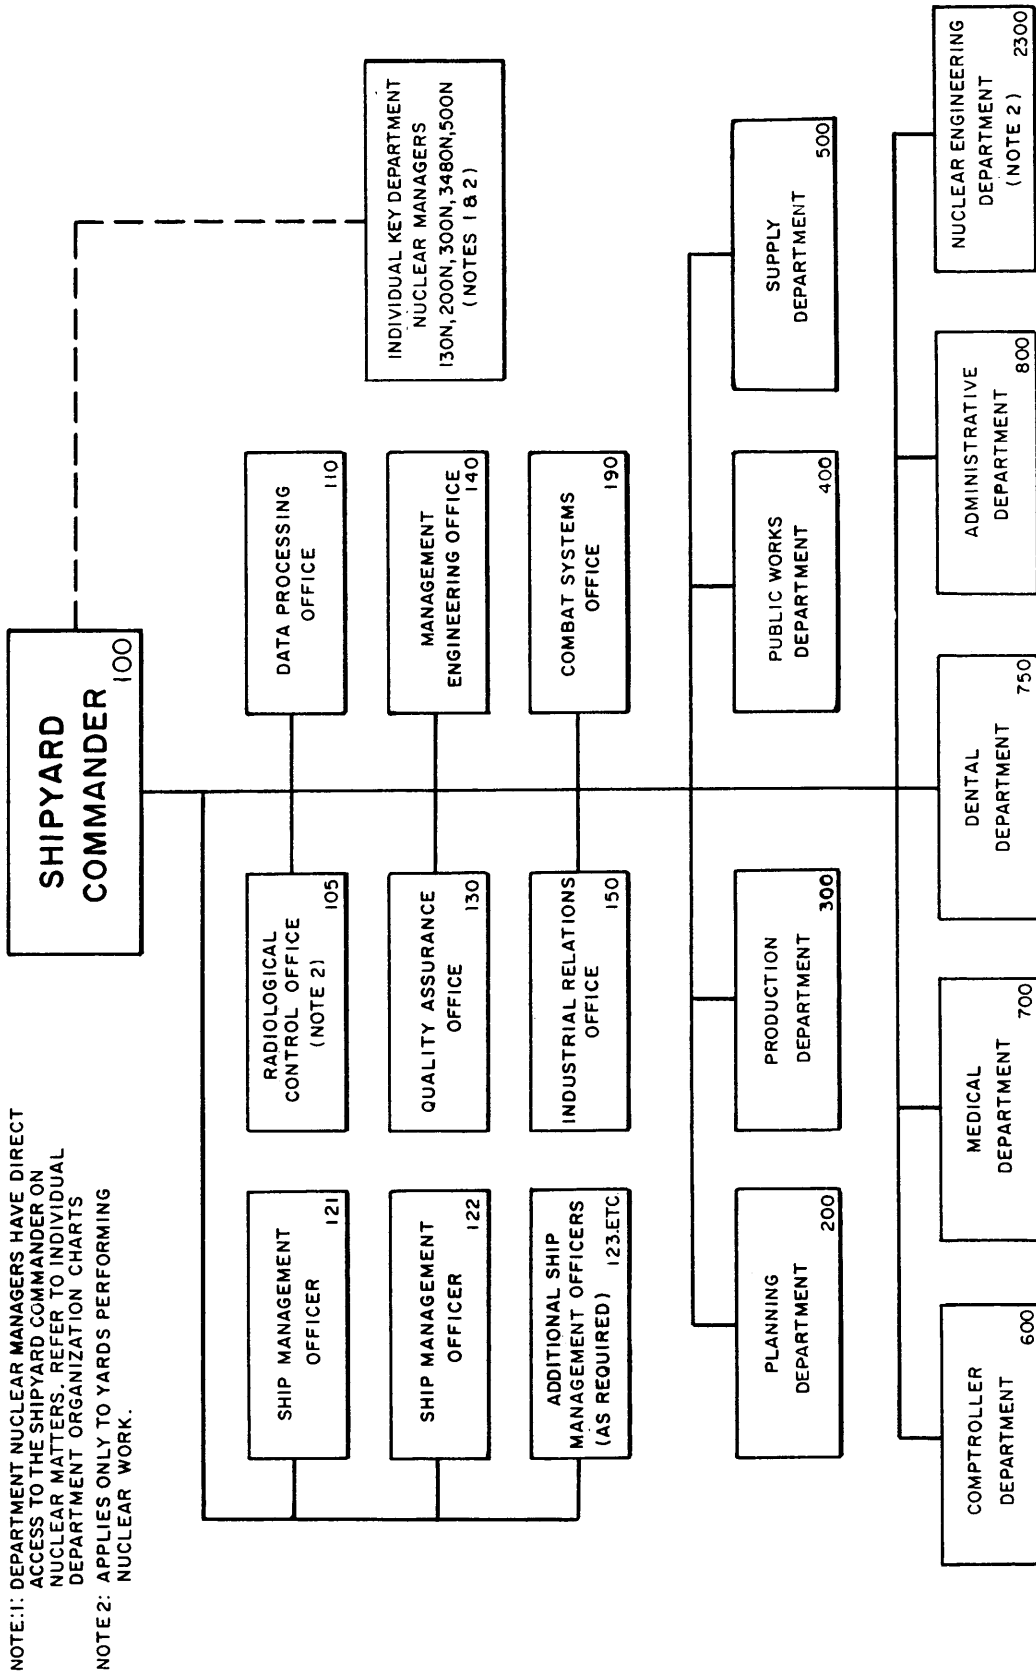 NOTE:1: DEPARTMENT NUCLEAR MANAGERS HAVE DIRECT
ACCESS TO THE SHIPYARD COMMANDER ON
NUCLEAR MATTERS. REFER TO INDIVIDUAL
DEPARTMENT ORGANIZATION CHARTS
NOTE 2: APPLIES ONLY TO YARDS PERFORMING
NUCLEAR WORK.
SHIPYARD
COMMANDER
100
INDIVIDUAL KEY DEPARTMENT
NUCLEAR MANAGERS
130N, 200N, 300N, 3480N, 500N
(NOTES 1 & 2)
SHIP MANAGEMENT
OFFICER
121
RADIOLOGICAL
CONTROL OFFICE
(NOTE 2)
105
DATA PROCESSING
OFFICE
110
SHIP MANAGEMENT
OFFICER
122
QUALITY ASSURANCE
OFFICE
130
MANAGEMENT
ENGINEERING OFFICE
140
ADDITIONAL SHIP
MANAGEMENT OFFICERS
(AS REQUIRED)
123.ETC.
INDUSTRIAL RELATIONS
OFFICE
150
COMBAT SYSTEMS
OFFICE
190
PLANNING
DEPARTMENT
200
PRODUCTION
DEPARTMENT
300
PUBLIC WORKS
DEPARTMENT
400
SUPPLY
DEPARTMENT
500
COMPTROLLER
DEPARTMENT
600
MEDICAL
DEPARTMENT
700
DENTAL
DEPARTMENT
750
ADMINISTRATIVE
DEPARTMENT
800
NUCLEAR ENGINEERING
DEPARTMENT
(NOTE 2)
2300